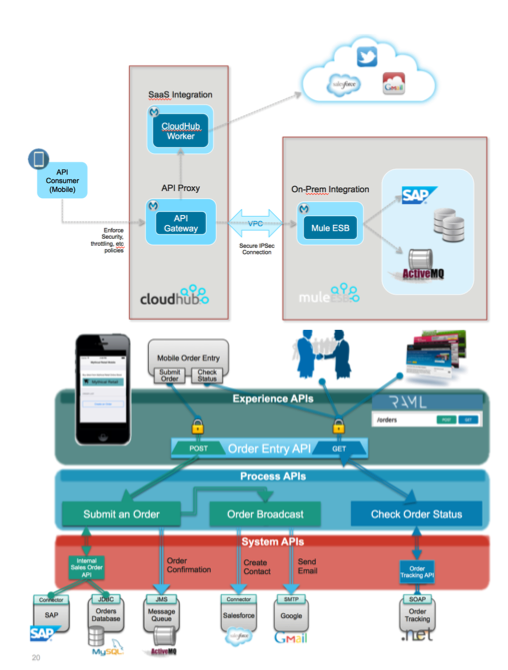 SaaS Integration
salesforce
Gmail
CloudHub
Worker
API
Consumer
(Mobile)
API Proxy
API
Gateway
Enforce
Security,
throttling, etc
policies
VPC
Secure IPSec
Connection
On-Prem Integration
Mule ESB
SAP
ActiveMQ
cloudhub
mule
Mobile Order Entry
Submit
Order
Check
Status
Experience APIs
RAML
/orders
POST
GET
POST
Order Entry API
GET
Process APIs
Submit an Order
Order Broadcast
Check Order Status
System APIs
Internal
Sales Order
API
Order
Confirmation
Create
Contact
Send
Email
Order
Tracking API
Connector
SAP
SAP
JDBC
Orders
Database
MySQL
JMS
Message
Queue
ActiveMQ
Connector
Salesforce
salesforce
SMTP
Google
Gmail
SOAP
Order
Tracking
.net
20